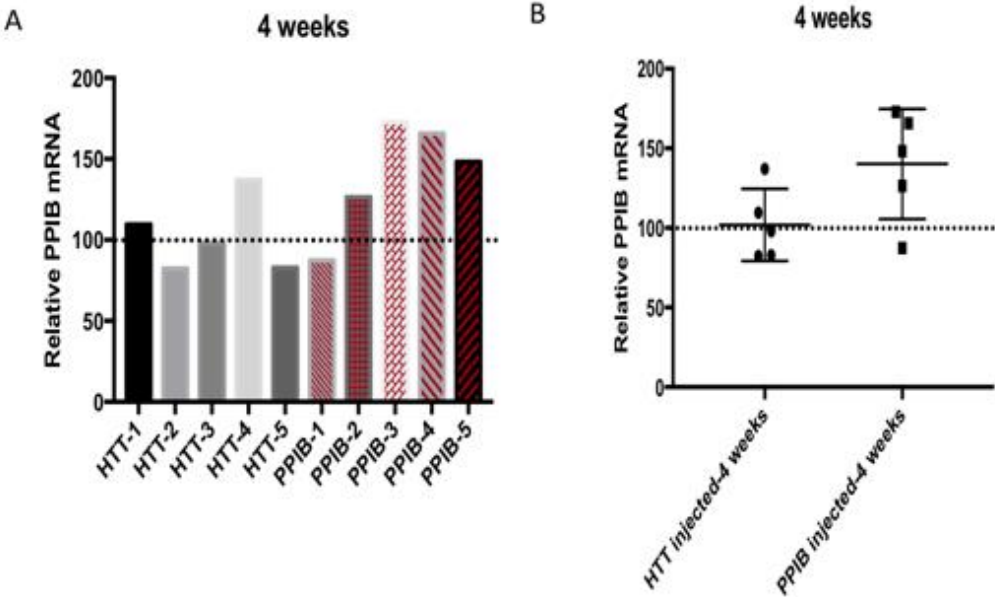 A
4 weeks
Relative PPIB mRNA
200
150
100
50
0
HTT-1
HTT-2
HTT-3
HTT-4
HTT-5
PPIB-1
PPIB-2
PPIB-3
PPIB-4
PPIB-5
B
4 weeks
Relative PPIB mRNA
200
150
100
50
0
HTT injected-4 weeks
PPIB injected-4 weeks